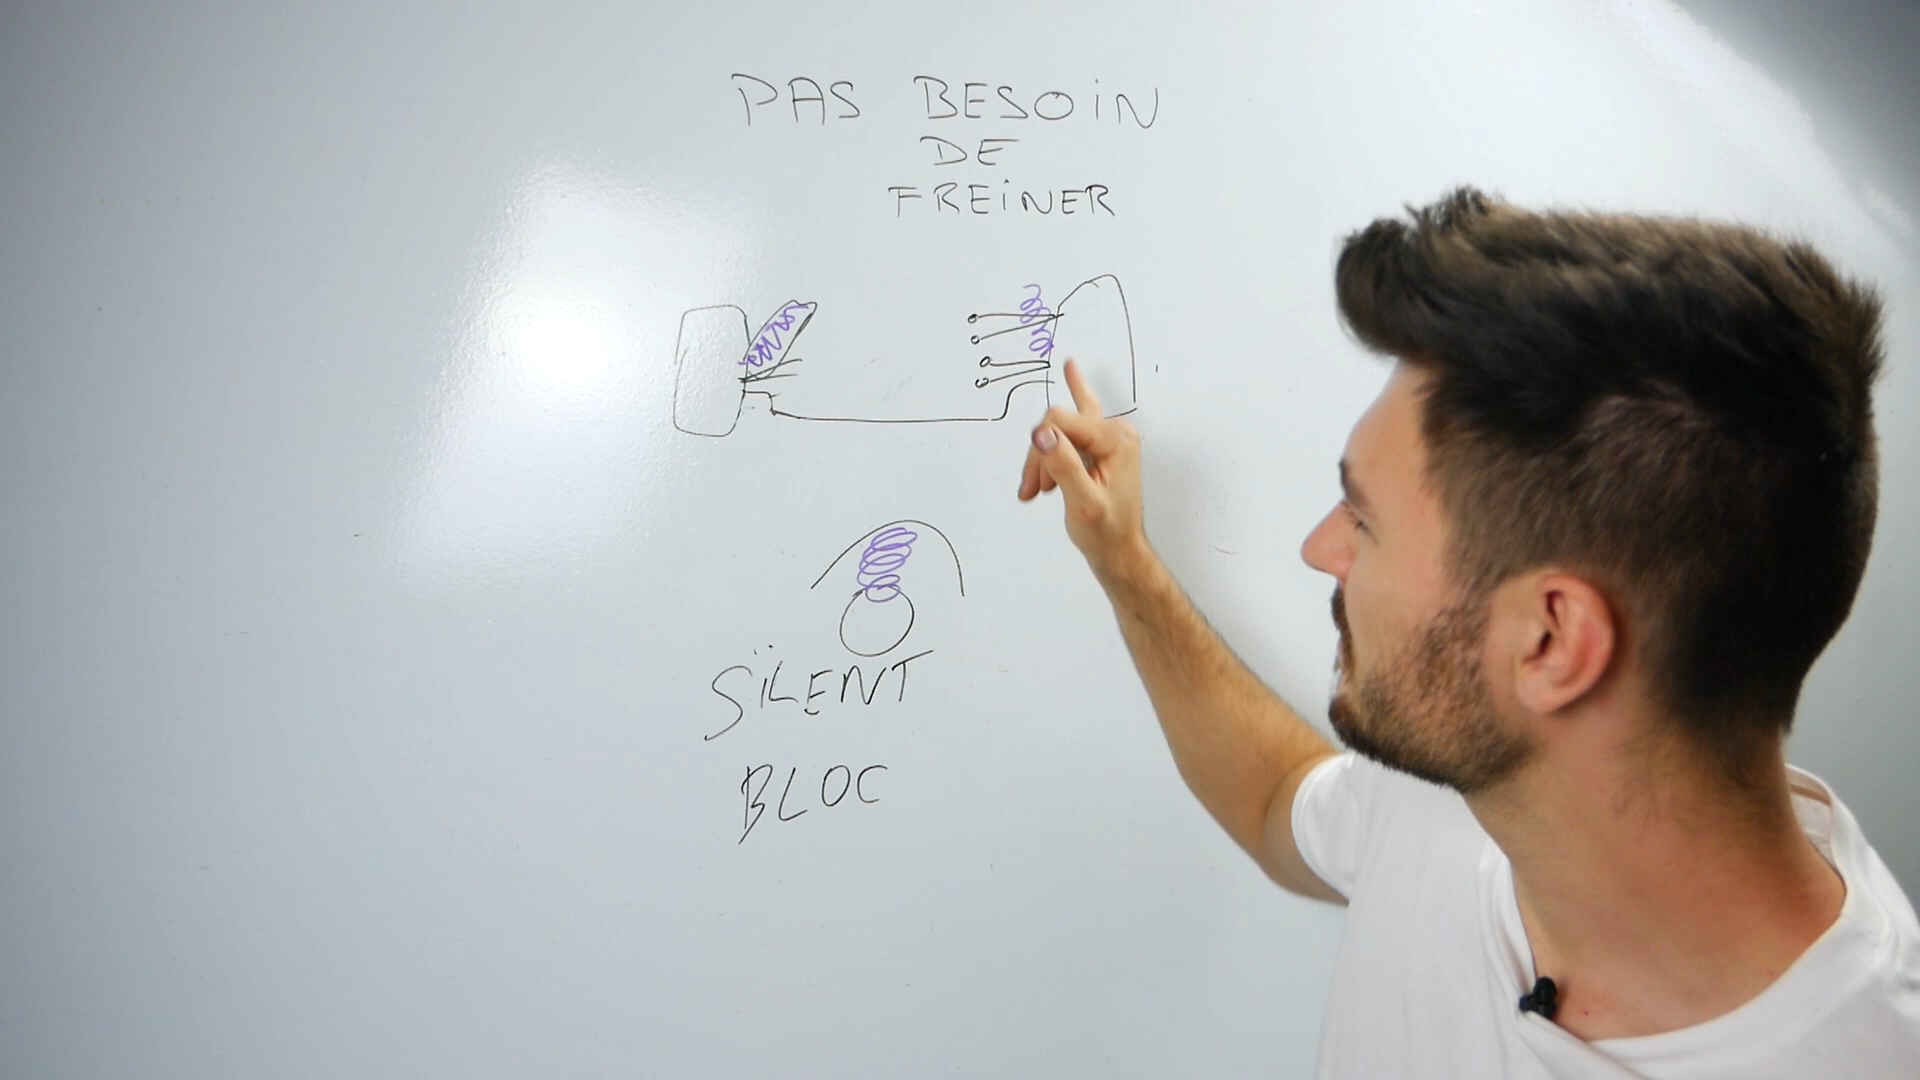 PAS BESOIN
DE
FREINER
SILENT
BLOC